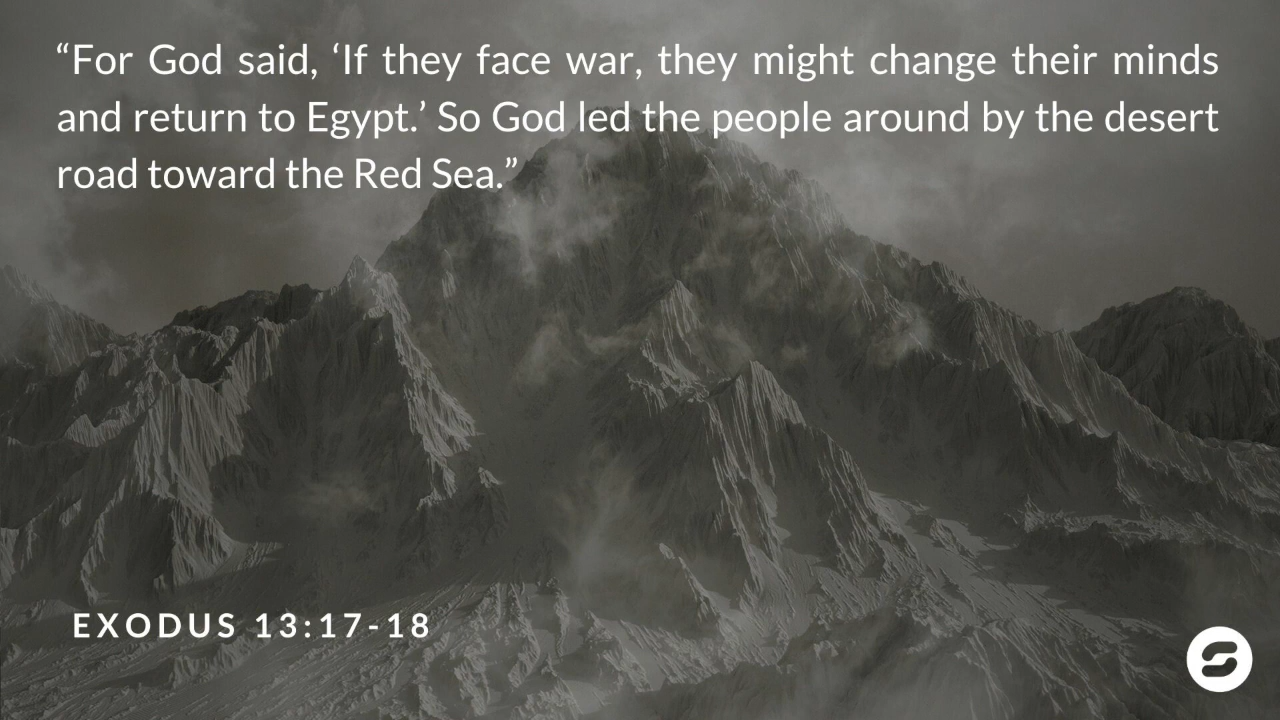 “For God said, ‘If they face war, they might change their minds
and return to Egypt.’ So God led the people around by the desert
road toward the Red Sea.”
EXODUS 13:17-18